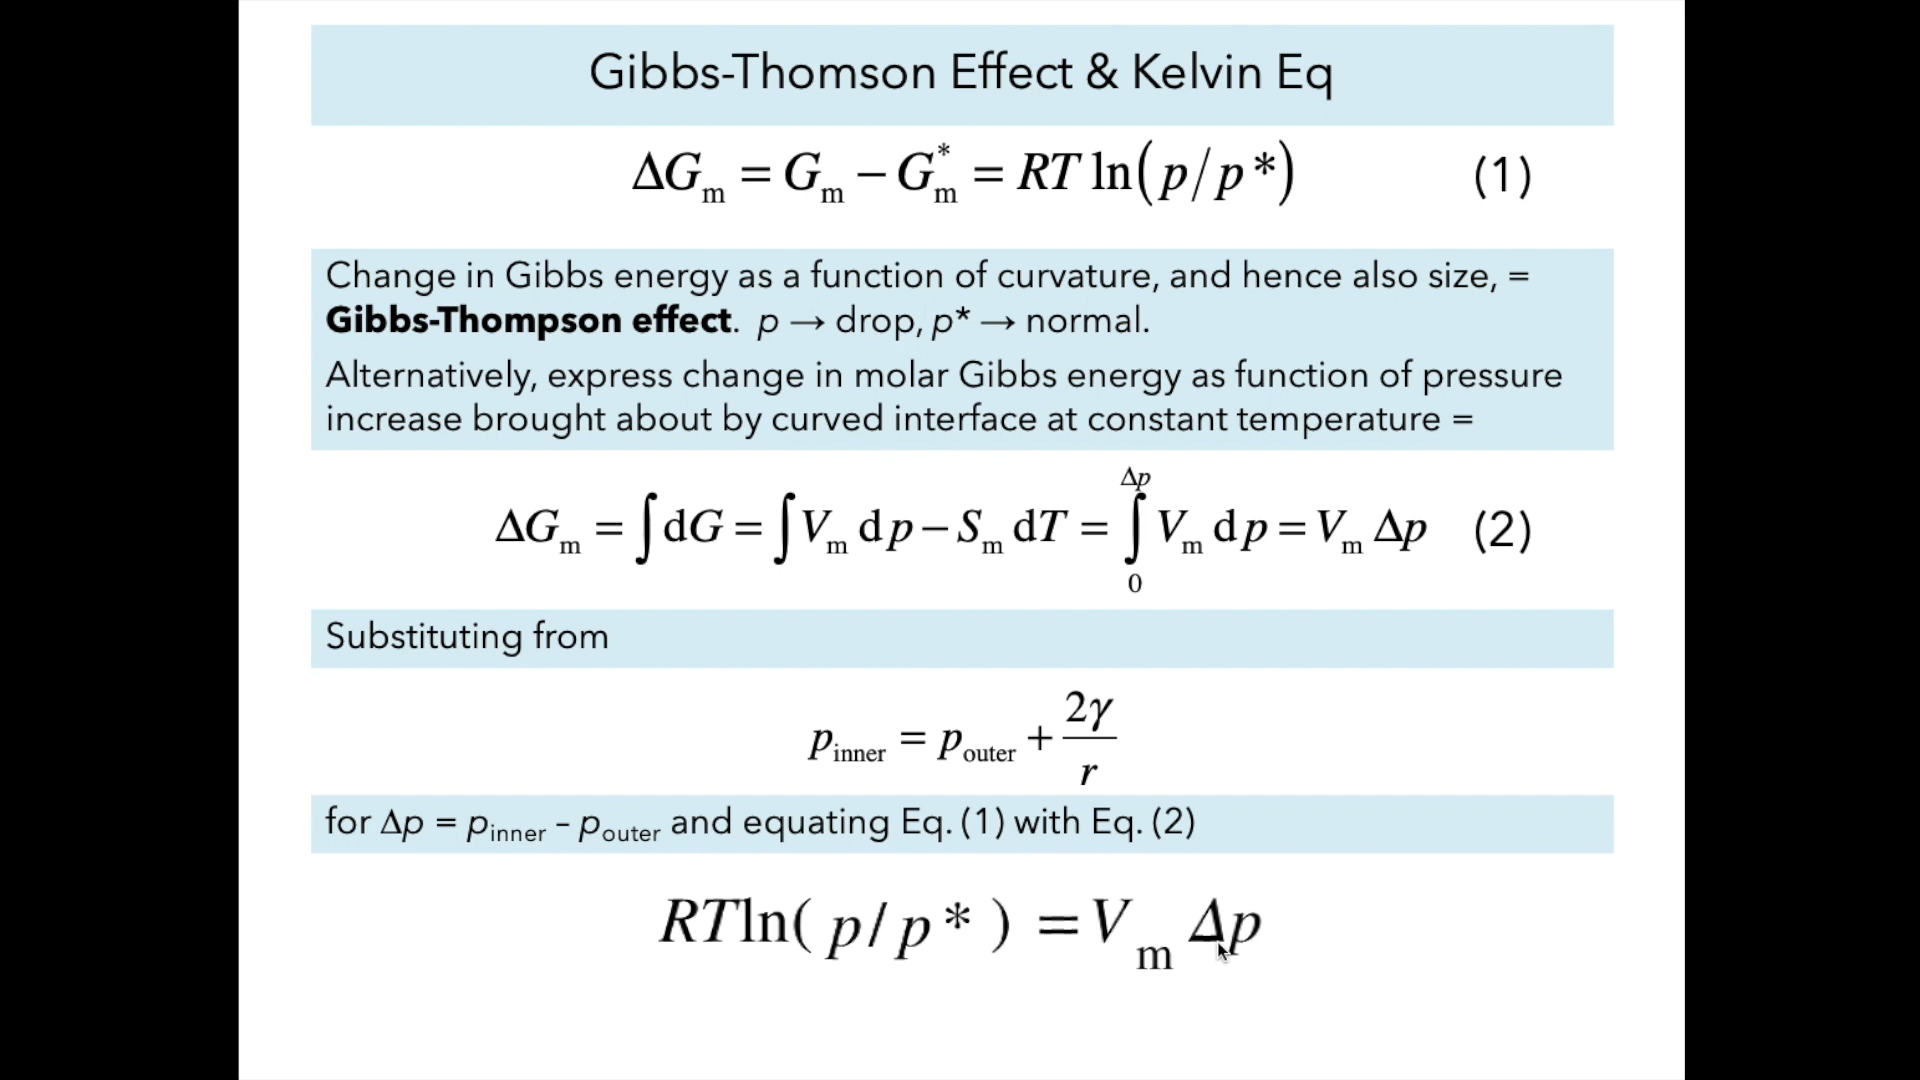 Gibbs-Thomson Effect & Kelvin Eq
ΔG_m = G_m − G_m^* = RT ln(p/p*) (1)
Change in Gibbs energy as a function of curvature, and hence also size, =
Gibbs-Thompson effect. p → drop, p* → normal.
Alternatively, express change in molar Gibbs energy as function of pressure
increase brought about by curved interface at constant temperature =
ΔG_m = ∫dG = ∫V_m dp − S_m dT = ∫_0^{Δp} V_m dp = V_m Δp (2)
Substituting from
p_inner = p_outer + 2γ/r
for Δp = p_inner – p_outer and equating Eq. (1) with Eq. (2)
RTln( p/p* ) = V_m Δp